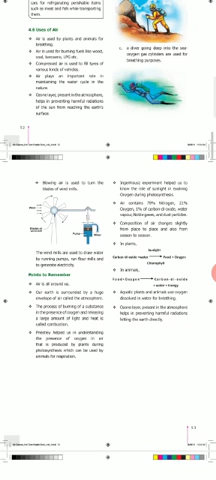 cars for refrigerating perishable items
such as meat and fish while transporting
them.
4.5 Uses of Air
Air is used by plants and animals for
breathing.
Air is used for burning fuels like wood,
coal, kerosene, LPG etc.
Compressed air is used to fill tyres of
various kinds of vehicles.
Air plays an important role in
maintaining the water cycle in the
nature.
Ozone layer, present in the atmosphere,
helps in preventing harmful radiations
of the sun from reaching the earth's
surface.
a diver going deep into the sea
oxygen gas cylinders are used for
breathing purposes.
Blowing air is used to turn the
blades of wind mills.
The wind mills are used to draw water
by running pumps, run flour mills and
to generate electricity.
Points to Remember
Air is all around us.
Our earth is surrounded by a huge
envelope of air called the atmosphere.
The process of burning of a substance
in the presence of oxygen and releasing
a large amount of light and heat is
called combustion.
Priestley helped us in understanding
the presence of oxygen in air
that is produced by plants during
photosynthesis which can be used by
animals for respiration.
Ingenhousz experiment helped us to
know the role of sunlight in evolving
Oxygen during photosynthesis.
Air contains 78% Nitrogen, 21%
Oxygen, 1% of carbon di oxide, water
vapour, Noble gases, and dust particles.
Composition of air changes slightly
from place to place and also from
season to season.
In plants,
Sunlight
Carbon di oxide + water Food + Oxygen
Chlorophyll
In animals,
Food + Oxygen Carbon di-oxide
+ water + Energy
Aquatic plants and animals use oxygen
dissolved in water for breathing.
Ozone layer, present in the atmosphere
helps in preventing harmful radiations
hitting the earth directly.